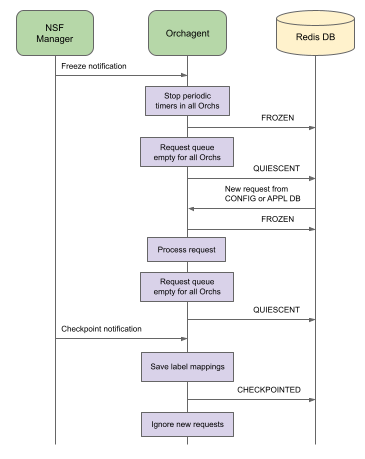 NSF
Manager
Orchagent
Redis DB
Freeze notification
Stop periodic
timers in all Orchs
FROZEN
Request queue
empty for all Orchs
QUIESCENT
New request from
CONFIG or APPL DB
FROZEN
Process request
Request queue
empty for all Orchs
QUIESCENT
Checkpoint notification
Save label mappings
CHECKPOINTED
Ignore new requests